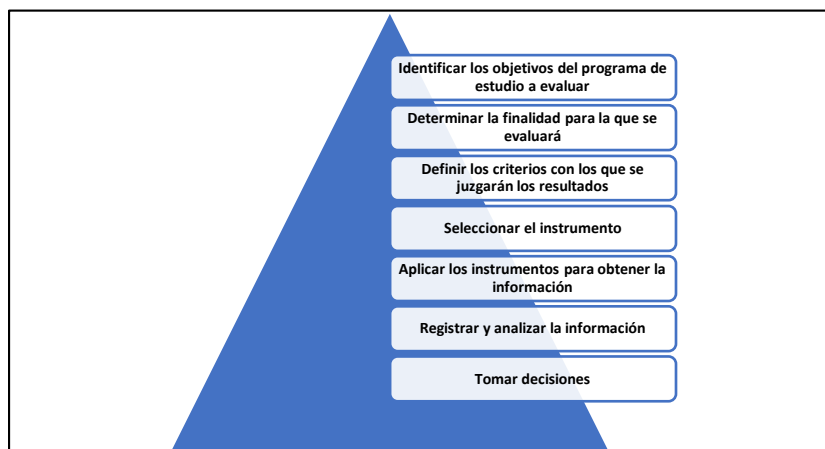 Identificar los objetivos del programa de
estudio a evaluar
Determinar la finalidad para la que se
evaluará
Definir los criterios con los que se
juzgarán los resultados
Seleccionar el instrumento
Aplicar los instrumentos para obtener la
información
Registrar y analizar la información
Tomar decisiones